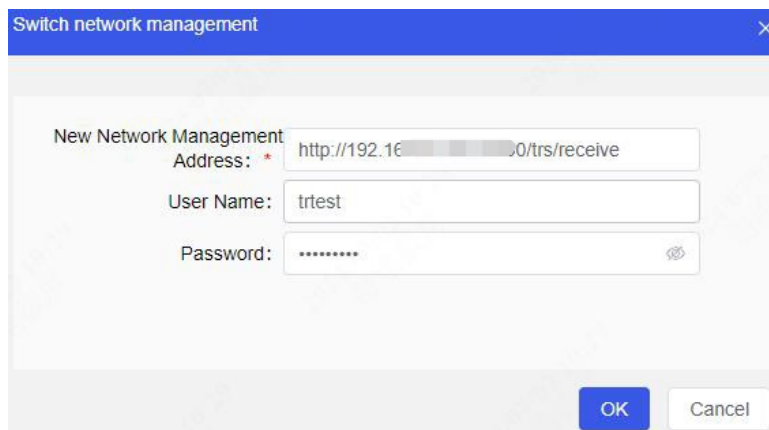 Switch network management
New Network Management
Address: *
http://192.16 0/trs/receive
User Name:
trtest
Password:
•••••••••
OK
Cancel